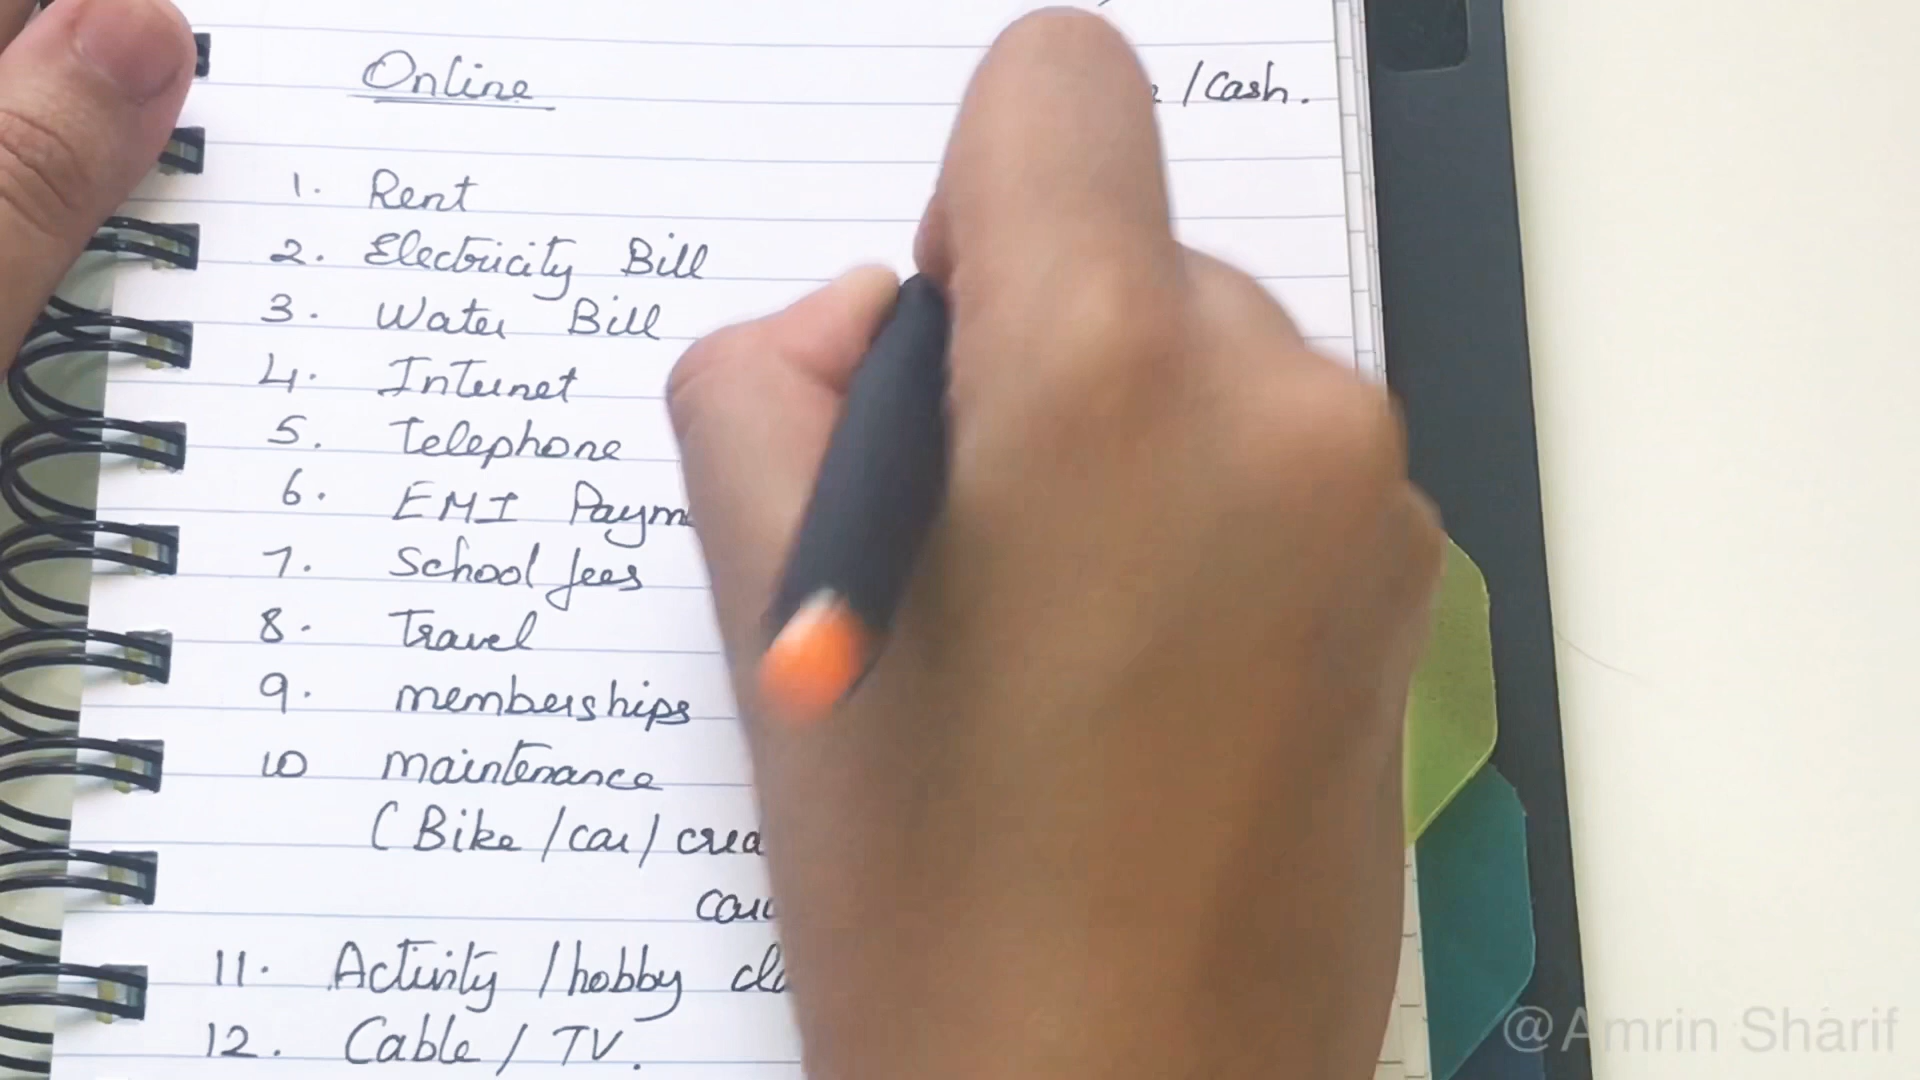 Online
/Cash.
1. Rent
2. Electricity Bill
3. Water Bill
4. Internet
5. Telephone
6. EMI
7. School fees
8. Travel
9. memberships
10 maintenance
(Bike /car/
11. Activity /hobby
12. Cable / TV.
@Amrin Sharif